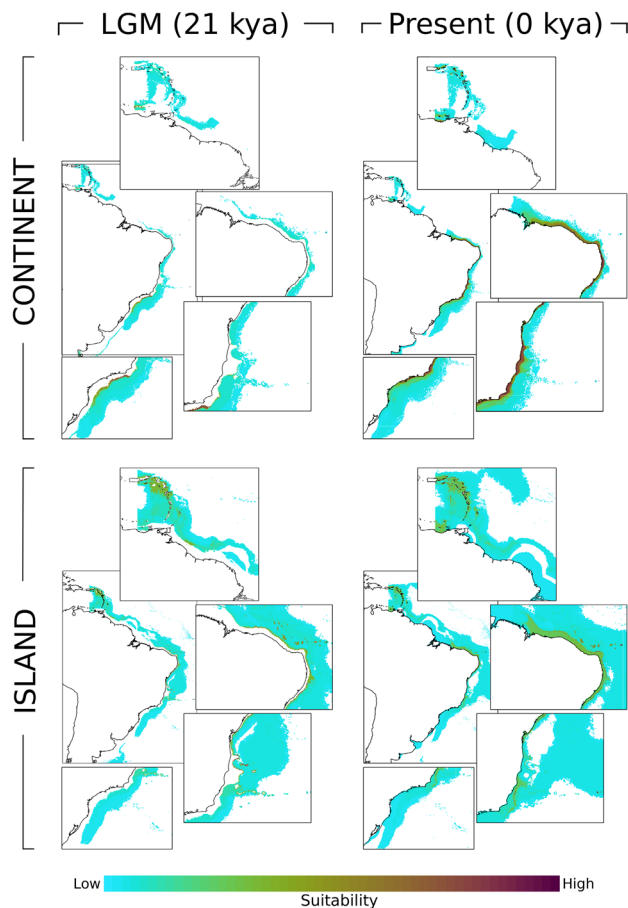 LGM (21 kya)
Present (0 kya)
CONTINENT
ISLAND
Low
High
Suitability